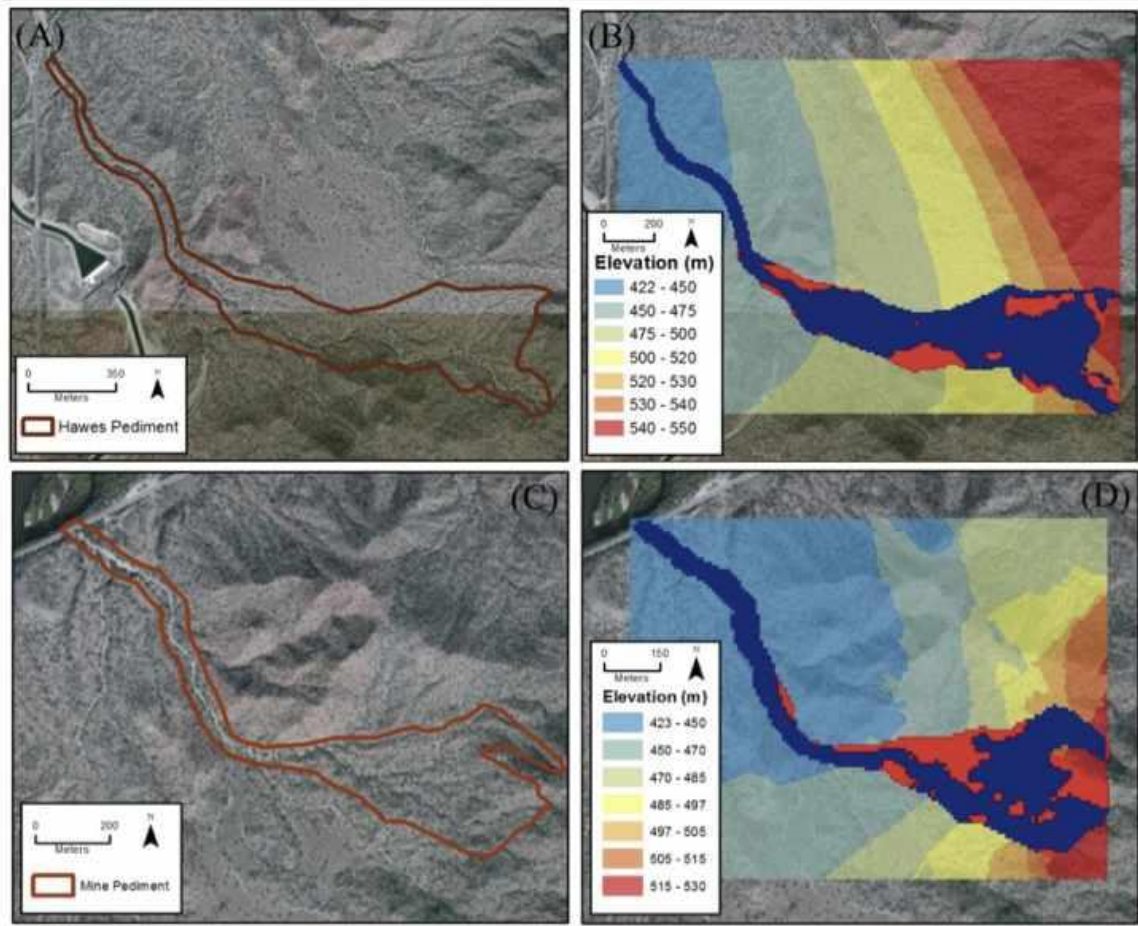 (A)
0 350
Meters
N
Hawes Pediment
(B)
0 200
Meters
N
Elevation (m)
422 - 450
450 - 475
475 - 500
500 - 520
520 - 530
530 - 540
540 - 550
(C)
0 200
Meters
N
Mine Pediment
(D)
0 150
Meters
N
Elevation (m)
423 - 450
450 - 470
470 - 485
485 - 497
497 - 505
505 - 515
515 - 530